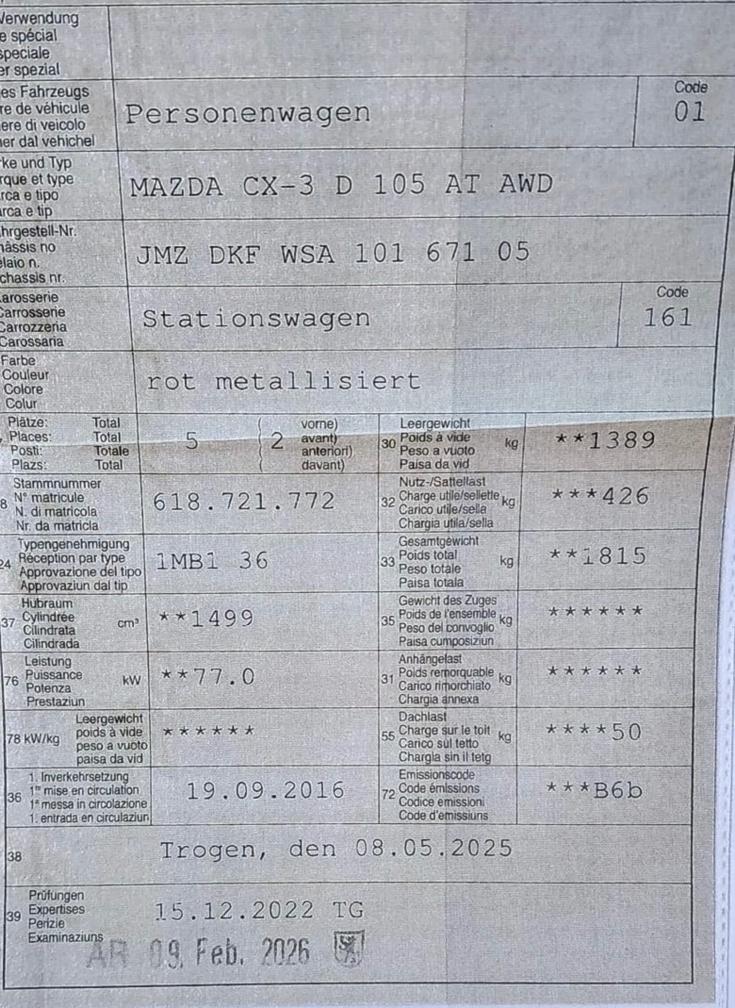 Verwendung
e spécial
speciale
er spezial
es Fahrzeugs
re de véhicule
ere di veicolo
ner dal vehichel
Personenwagen
Code
01
rke und Typ
rque et type
rca e tipo
arca e tip
MAZDA CX-3 D 105 AT AWD
hrgestell-Nr.
hâssis no
elaio n.
chassis nr.
JMZ DKF WSA 101 671 05
arosserie
Carrosserie
Carrozzeria
Carossaria
Stationswagen
Code
161
Farbe
Couleur
Colore
Colur
rot metallisiert
Plätze: Total
Places: Total
Posti: Totale
Plazs: Total
5
2
vorne)
avant)
anteriori)
davant)
30
Leergewicht
Poids à vide
Peso a vuoto
Paisa da vid
kg
**1389
8
Stammnummer
N° matricule
N. di matricola
Nr. da matricla
618.721.772
32
Nutz-/Sattellast
Charge utile/sellette
Carico utile/sella
Chargia utila/sella
kg
***426
24
Typengenehmigung
Réception par type
Approvazione del tipo
Approvaziun dal tip
1MB1 36
33
Gesamtgewicht
Poids total
Peso totale
Paisa totala
kg
**1815
37
Hubraum
Cylindrée
Cilindrata
Cilindrada
cm³
**1499
35
Gewicht des Zuges
Poids de l'ensemble
Peso del convoglio
Paisa cumposiziun
kg
******
76
Leistung
Puissance
Potenza
Prestaziun
kW
**77.0
31
Anhängelast
Poids remorquable
Carico rimorchiato
Chargia annexa
kg
******
78 kW/kg
Leergewicht
poids à vide
peso a vuoto
paisa da vid
******
55
Dachlast
Charge sur le toit
Carico sul tetto
Chargia sin il tetg
kg
****50
36
1. Inverkehrsetzung
1re mise en circulation
1a messa in circolazione
1. entrada en circulaziun
19.09.2016
72
Emissionscode
Code émissions
Codice emissioni
Code d'emissiuns
***B6b
38
Trogen, den 08.05.2025
39
Prüfungen
Expertises
Perizie
Examinaziuns
15.12.2022 TG
AR 09. Feb. 2026